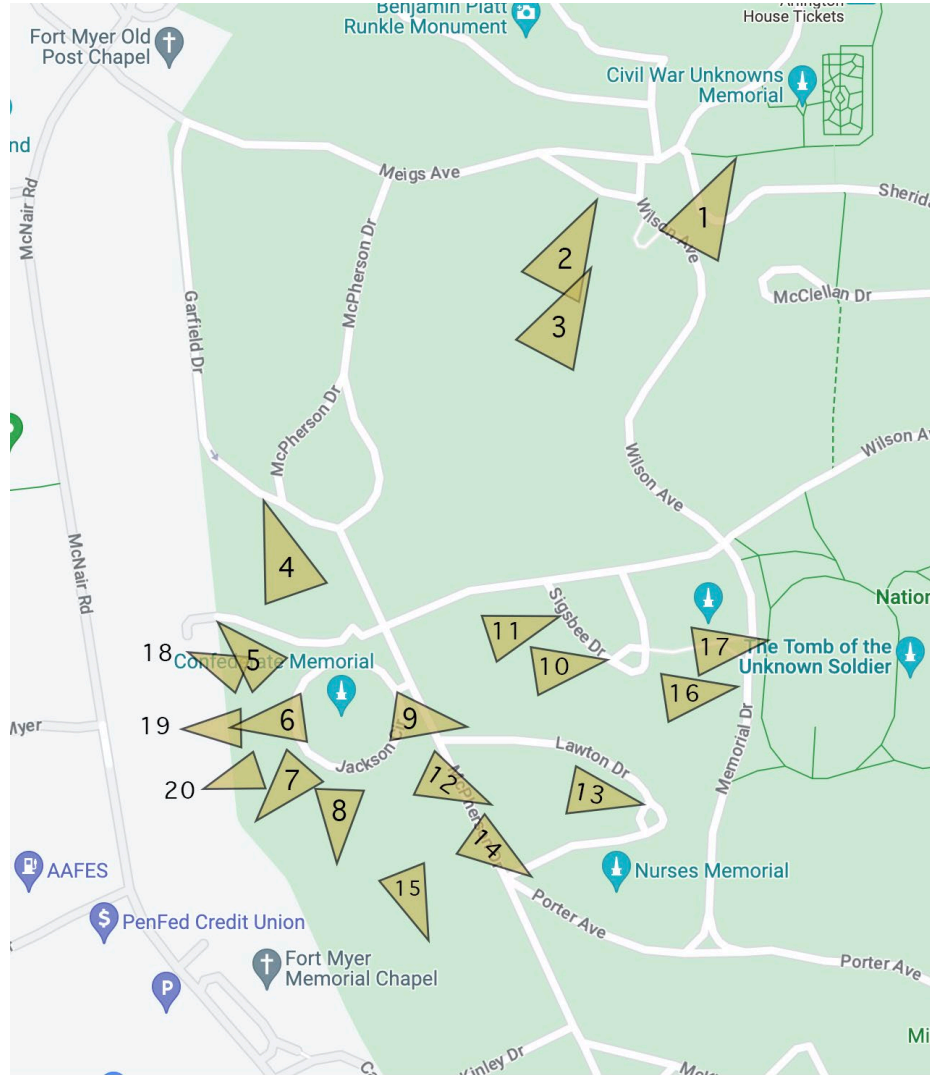 Benjamin Platt
Runkle Monument
House Tickets
Fort Myer Old
Post Chapel
Civil War Unknowns
Memorial
nd
Meigs Ave
McNair Rd
Sherida
1
Wilson Ave
2
McPherson Dr
Garfield Dr
McClellan Dr
3
McPherson Dr
Wilson Av
Wilson Ave
McNair Rd
4
Nation
Sigsbee Dr
11
17
The Tomb of the
Unknown Soldier
18
5
Confederate Memorial
10
16
19
6
9
Myer
Memorial Dr
Jackson Cir
Lawton Dr
20
7
12
McPherson Dr
13
8
14
AAFES
Nurses Memorial
15
PenFed Credit Union
Porter Ave
Fort Myer
Memorial Chapel
Porter Ave
P
Mi
Kinley Dr